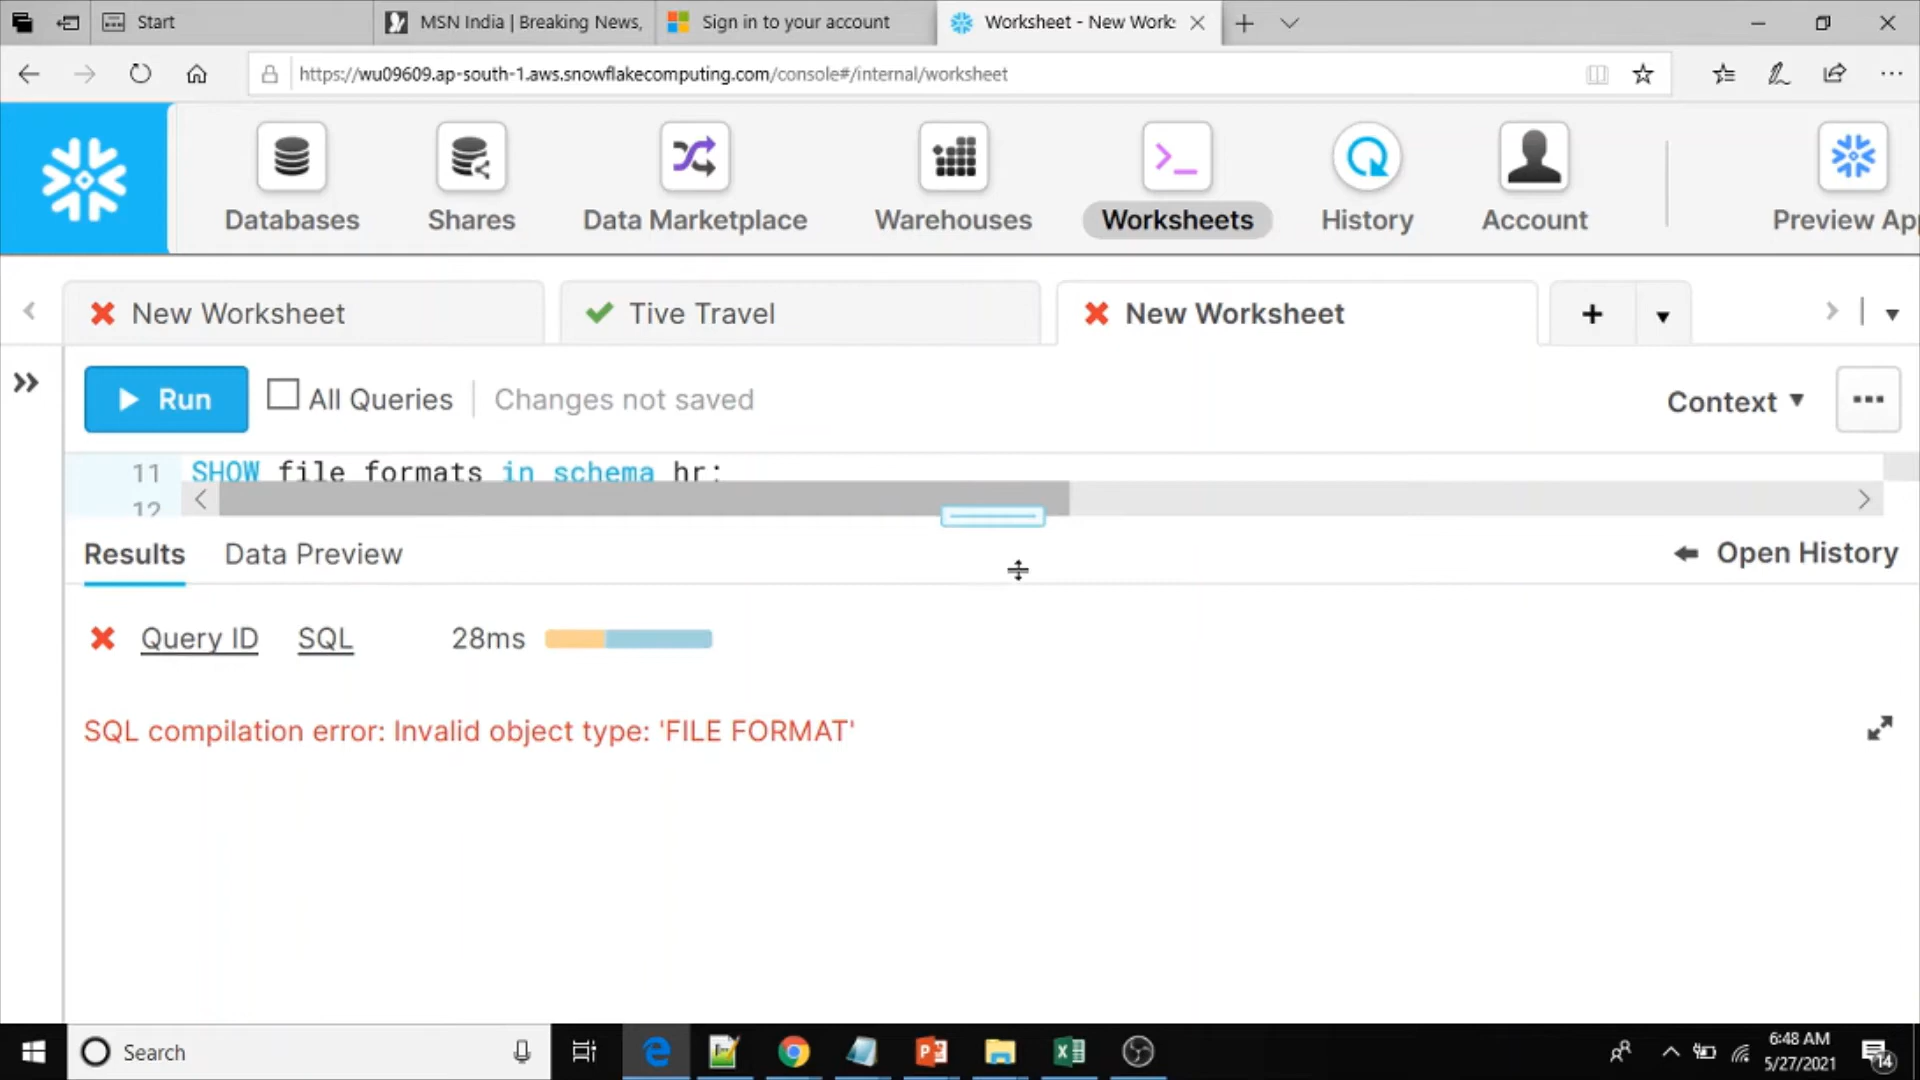 Start
MSN India | Breaking News,
Sign in to your account
Worksheet - New Work
https://wu09609.ap-south-1.aws.snowflakecomputing.com/console#/internal/worksheet
Databases
Shares
Data Marketplace
Warehouses
Worksheets
History
Account
Preview App
New Worksheet
Tive Travel
New Worksheet
Run
All Queries
Changes not saved
Context
11 SHOW file formats in schema hr;
12
Results
Data Preview
Open History
Query ID SQL 28ms
SQL compilation error: Invalid object type: 'FILE FORMAT'
Search
6:48 AM
5/27/2021
14